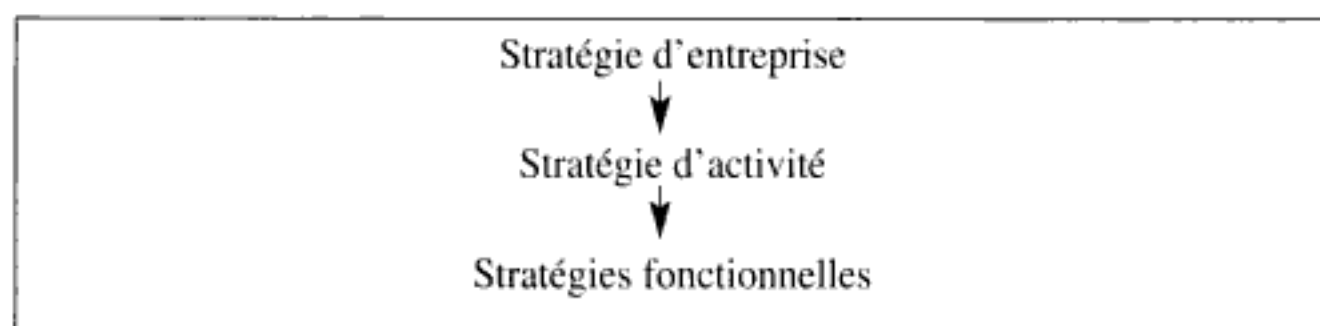 Stratégie d'entreprise
Stratégie d'activité
Stratégies fonctionnelles